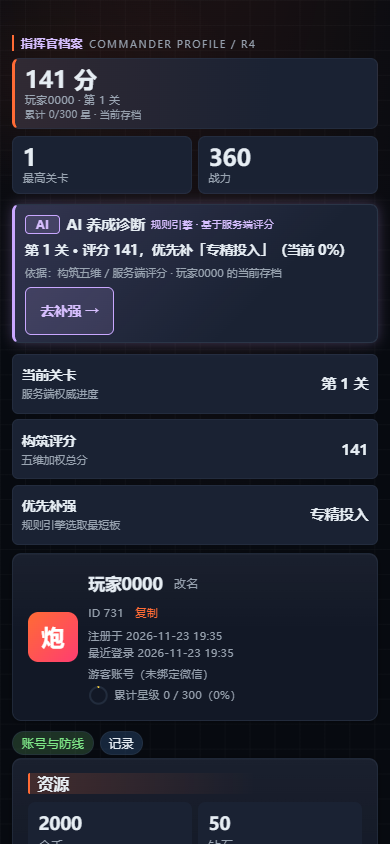 指挥官档案 COMMANDER PROFILE / R4
141 分
玩家0000 · 第 1 关
累计 0/300 星 · 当前存档
1
最高关卡
360
战力
AI AI 养成诊断 规则引擎 · 基于服务端评分
第 1 关 • 评分 141，优先补「专精投入」（当前 0%）
依据：构筑五维 / 服务端评分 · 玩家0000 的当前存档
去补强 →
当前关卡
服务端权威进度
第 1 关
构筑评分
五维加权总分
141
优先补强
规则引擎选取最短板
专精投入
炮
玩家0000 改名
ID 731 复制
注册于 2026-11-23 19:35
最近登录 2026-11-23 19:35
游客账号（未绑定微信）
累计星级 0 / 300（0%）
账号与防线 记录
资源
2000
50